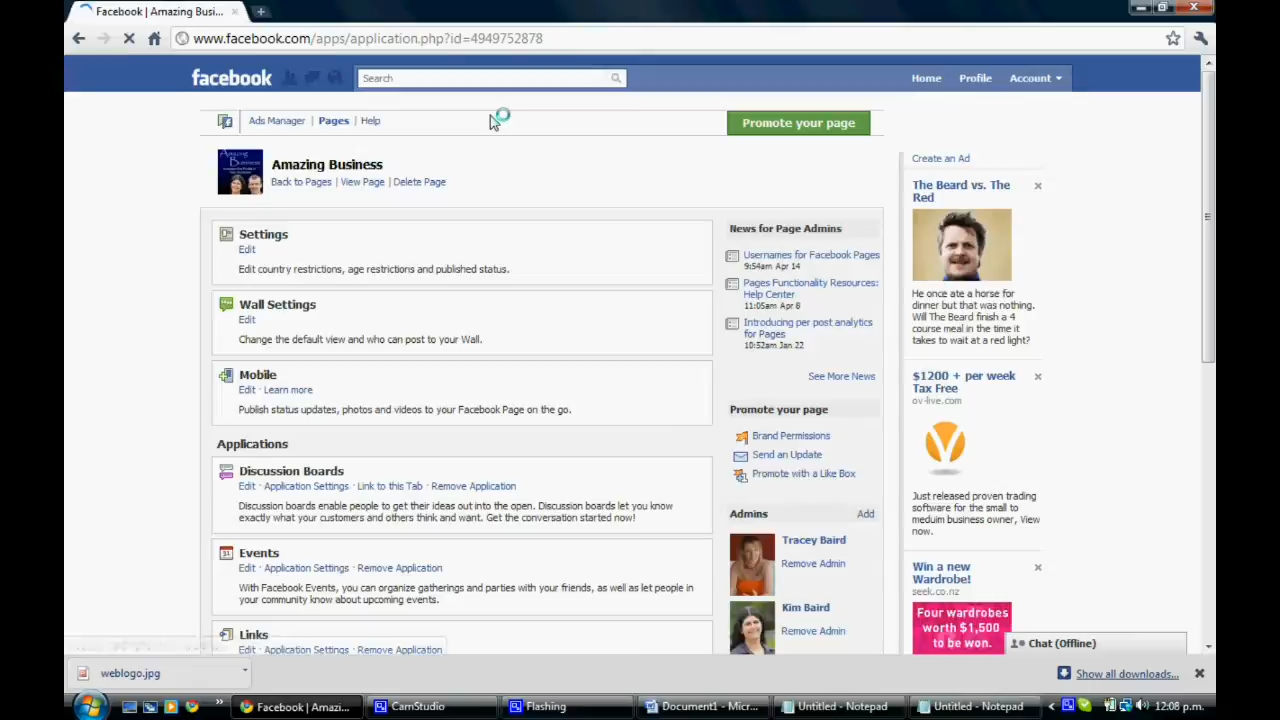 Facebook | Amazing Busi...
www.facebook.com/apps/application.php?id=4949752878
facebook
Search
Home
Profile
Account
Ads Manager | Pages | Help
Promote your page
Amazing Business
Back to Pages | View Page | Delete Page
Settings
Edit
Edit country restrictions, age restrictions and published status.
Wall Settings
Edit
Change the default view and who can post to your Wall.
Mobile
Edit · Learn more
Publish status updates, photos and videos to your Facebook Page on the go.
Applications
Discussion Boards
Edit · Application Settings · Link to this Tab · Remove Application
Discussion boards enable people to get their ideas out into the open. Discussion boards let you know
exactly what your customers and others think and want. Get the conversation started now!
Events
Edit · Application Settings · Remove Application
With Facebook Events, you can organize gatherings and parties with your friends, as well as let people in
your community know about upcoming events.
Links
Edit · Application Settings · Remove Application
News for Page Admins
Usernames for Facebook Pages
9:54am Apr 14
Pages Functionality Resources:
Help Center
11:05am Apr 6
Introducing per post analytics
for Pages
10:52am Jan 22
See More News
Promote your page
Brand Permissions
Send an Update
Promote with a Like Box
Admins
Add
Tracey Baird
Remove Admin
Kim Baird
Remove Admin
Create an Ad
The Beard vs. The
Red
He once ate a horse for
dinner but that was nothing.
Will The Beard finish a 4
course meal in the time it
takes to wait at a red light?
$1200 + per week
Tax Free
ov-live.com
Just released proven trading
software for the small to
meduim business owner, View
now.
Win a new
Wardrobe!
seek.co.nz
Four wardrobes
worth $1,500
to be won.
Chat (Offline)
weblogo.jpg
Show all downloads...
Facebook | Amazi...
CamStudio
Flashing
Document1 - Micr...
Untitled - Notepad
Untitled - Notepad
12:08 p.m.